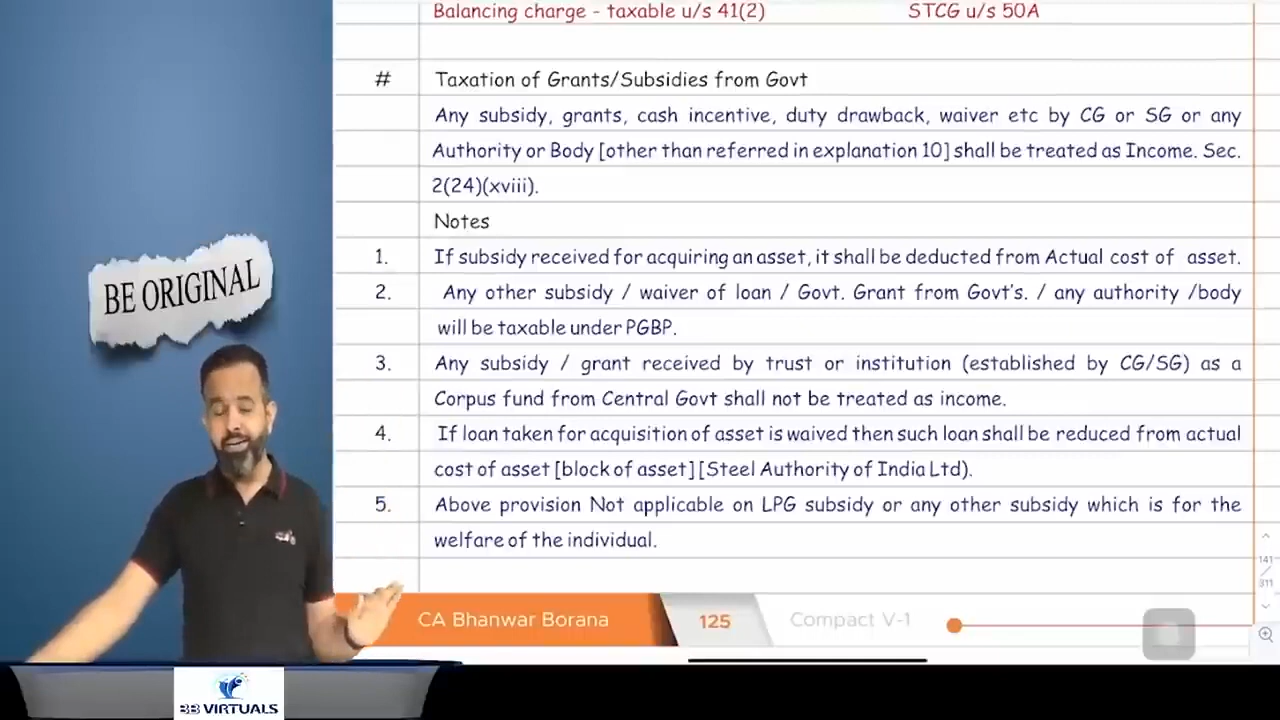 Balancing charge - taxable u/s 41(2) STCG u/s 50A
# Taxation of Grants/Subsidies from Govt
Any subsidy, grants, cash incentive, duty drawback, waiver etc by CG or SG or any
Authority or Body [other than referred in explanation 10] shall be treated as Income. Sec.
2(24)(xviii).
Notes
1. If subsidy received for acquiring an asset, it shall be deducted from Actual cost of asset.
2. Any other subsidy / waiver of loan / Govt. Grant from Govt's. / any authority /body
will be taxable under PGBP.
3. Any subsidy / grant received by trust or institution (established by CG/SG) as a
Corpus fund from Central Govt shall not be treated as income.
4. If loan taken for acquisition of asset is waived then such loan shall be reduced from actual
cost of asset [block of asset] [Steel Authority of India Ltd).
5. Above provision Not applicable on LPG subsidy or any other subsidy which is for the
welfare of the individual.
BE ORIGINAL
CA Bhanwar Borana 125 Compact V-1
141
/
311
BB VIRTUALS